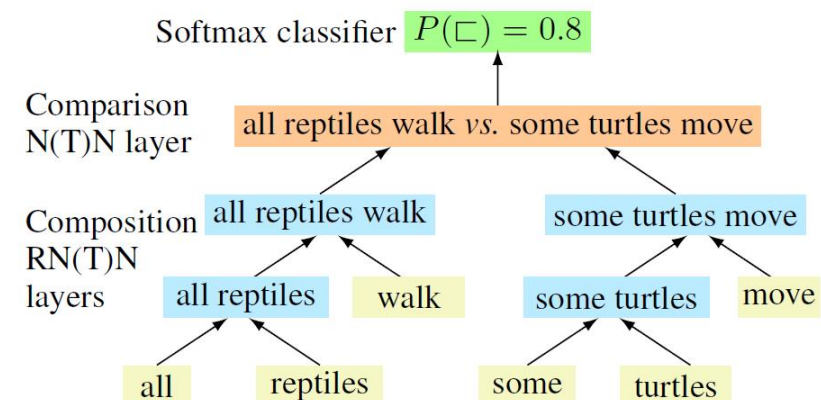 Softmax classifier P(⊏) = 0.8
Comparison
N(T)N layer
all reptiles walk vs. some turtles move
Composition
RN(T)N
layers
all reptiles walk
some turtles move
all reptiles
walk
some turtles
move
all
reptiles
some
turtles